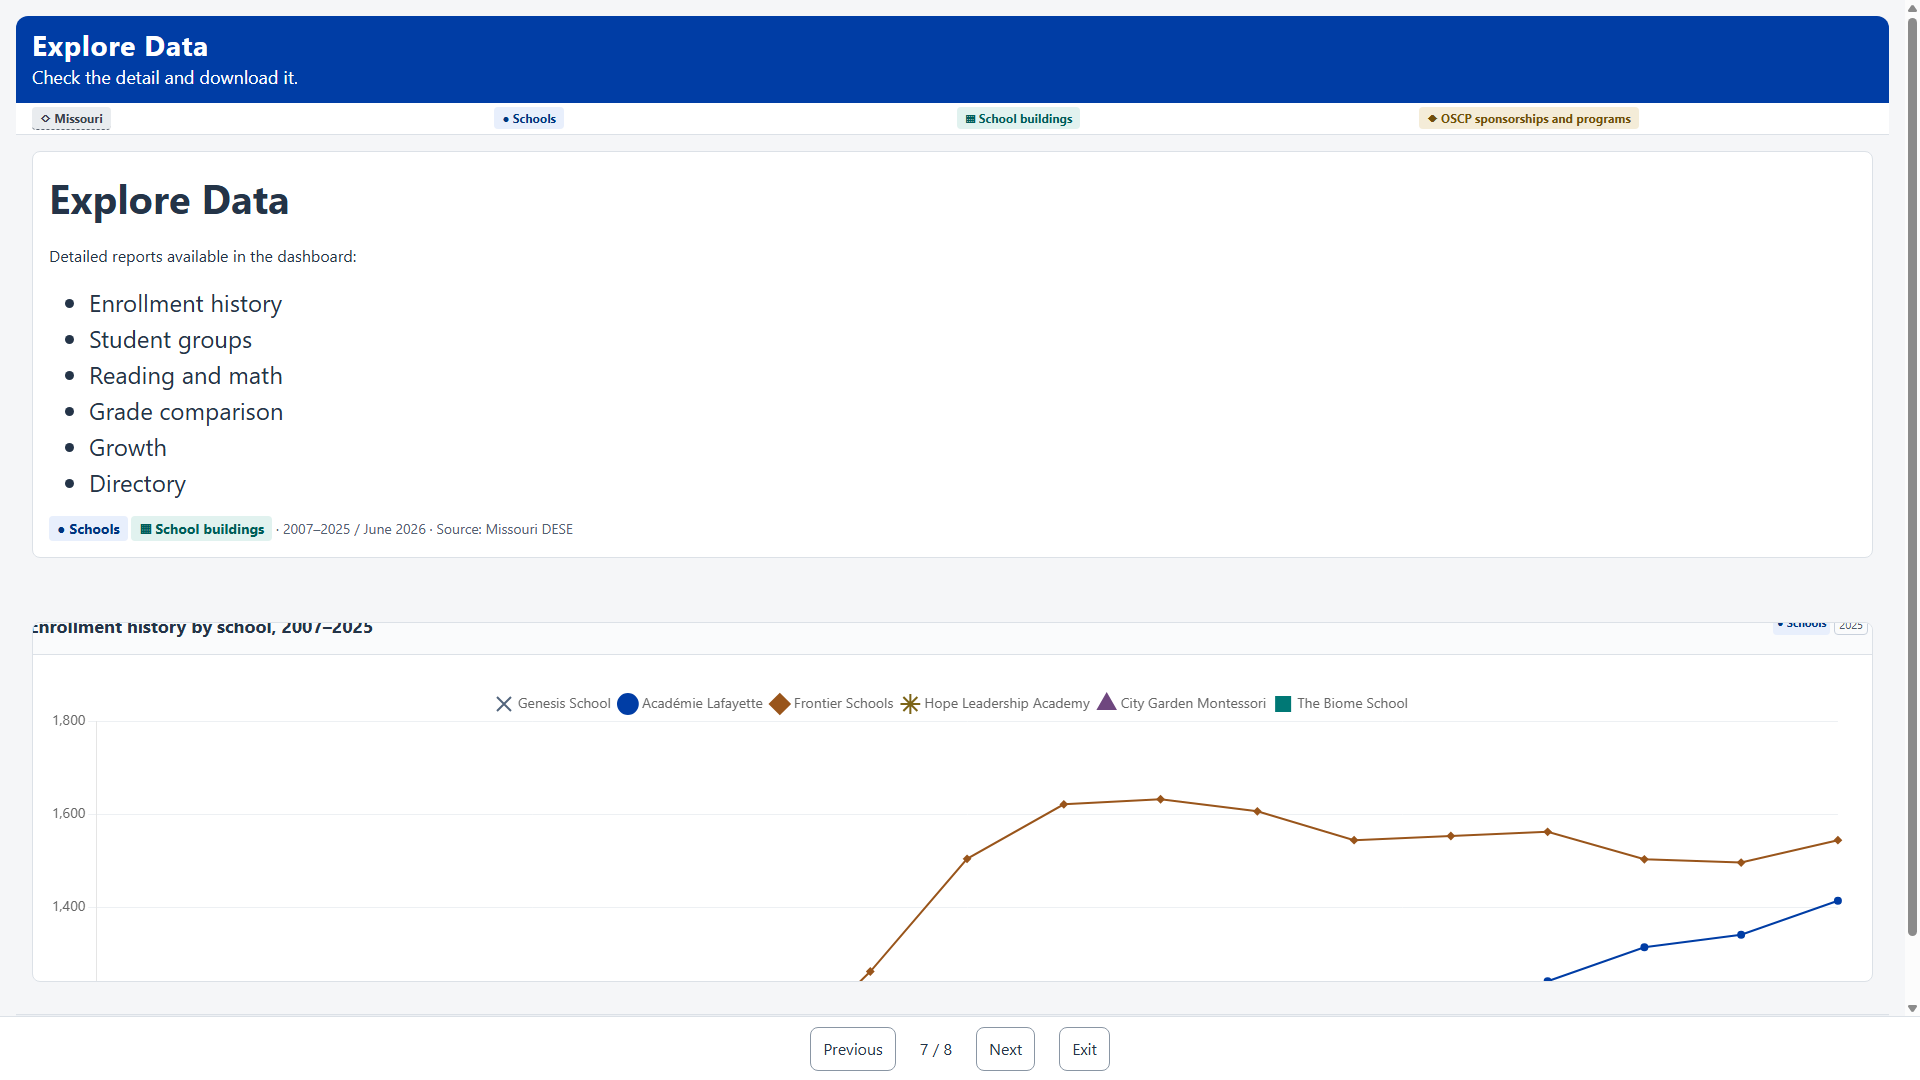 Explore Data
Check the detail and download it.
Missouri
Schools
School buildings
OSCP sponsorships and programs
Explore Data
Detailed reports available in the dashboard:
Enrollment history
Student groups
Reading and math
Grade comparison
Growth
Directory
Schools School buildings · 2007–2025 / June 2026 · Source: Missouri DESE
Enrollment history by school, 2007–2025
Schools 2025
Genesis School Académie Lafayette Frontier Schools Hope Leadership Academy City Garden Montessori The Biome School
1,800
1,600
1,400
Previous 7 / 8 Next Exit